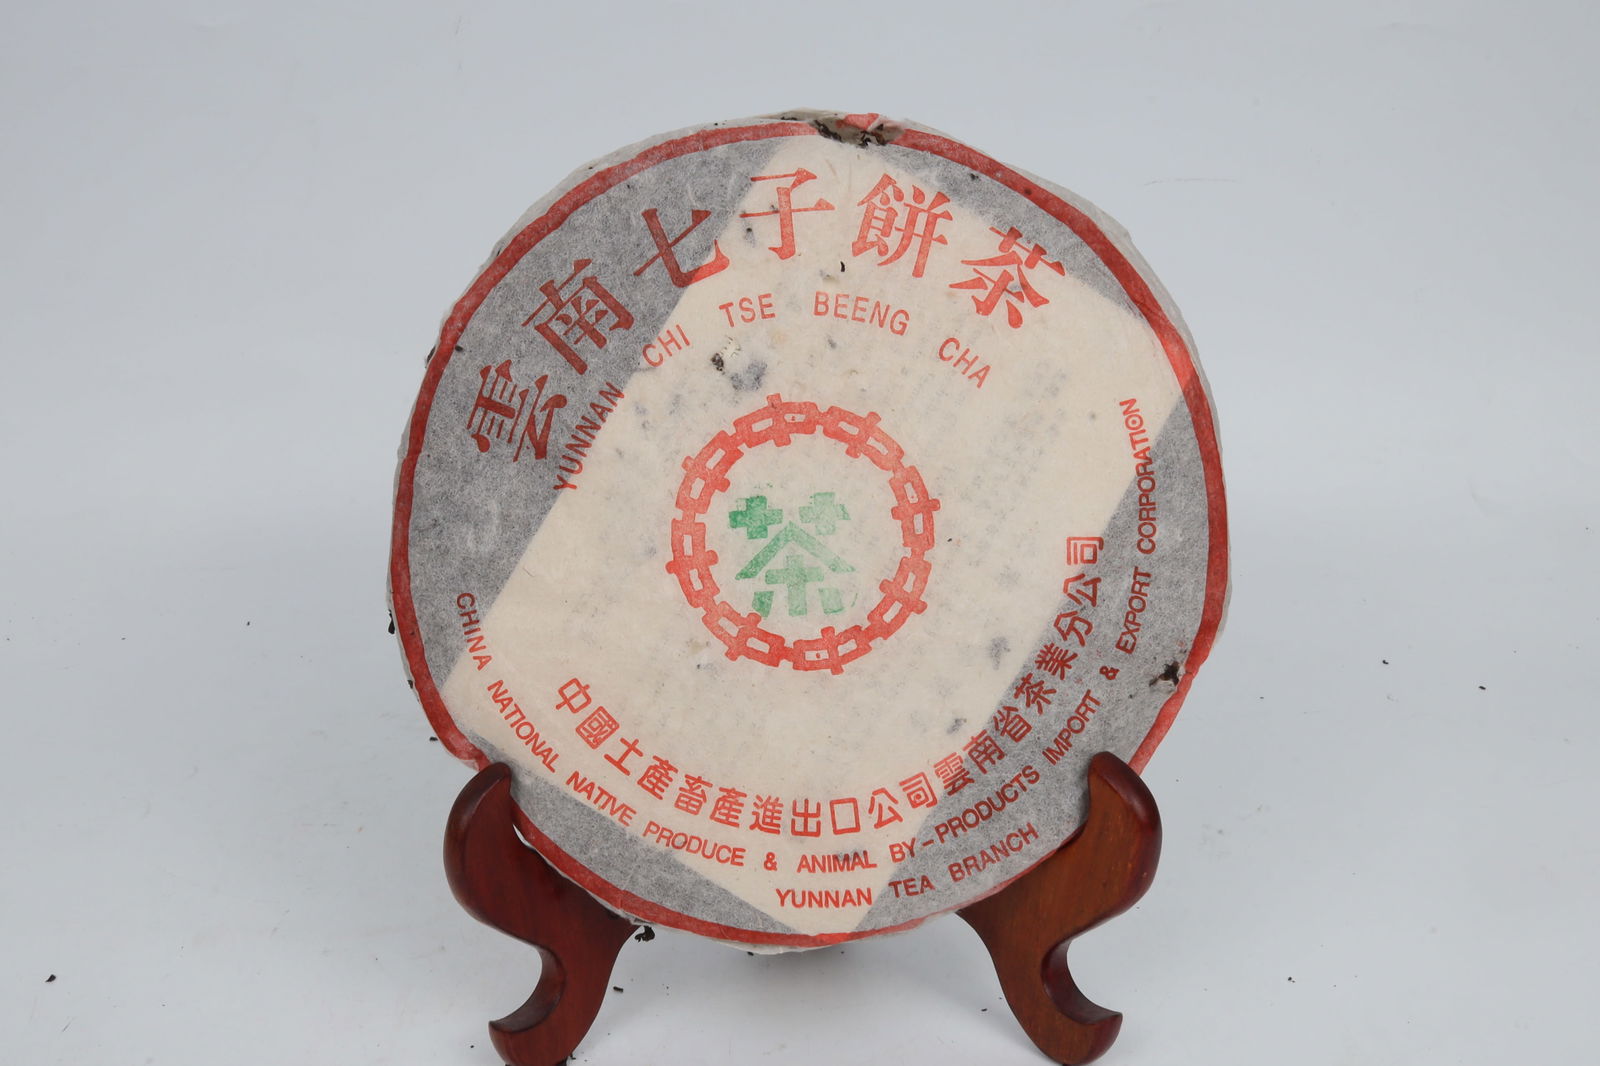 雲南七子餅茶
YUNNAN CHI TSE BEENG CHA
茶
中國土產畜產進出口公司雲南省茶業分公司
CHINA NATIONAL NATIVE PRODUCE & ANIMAL BY-PRODUCTS IMPORT & EXPORT CORPORATION
YUNNAN TEA BRANCH